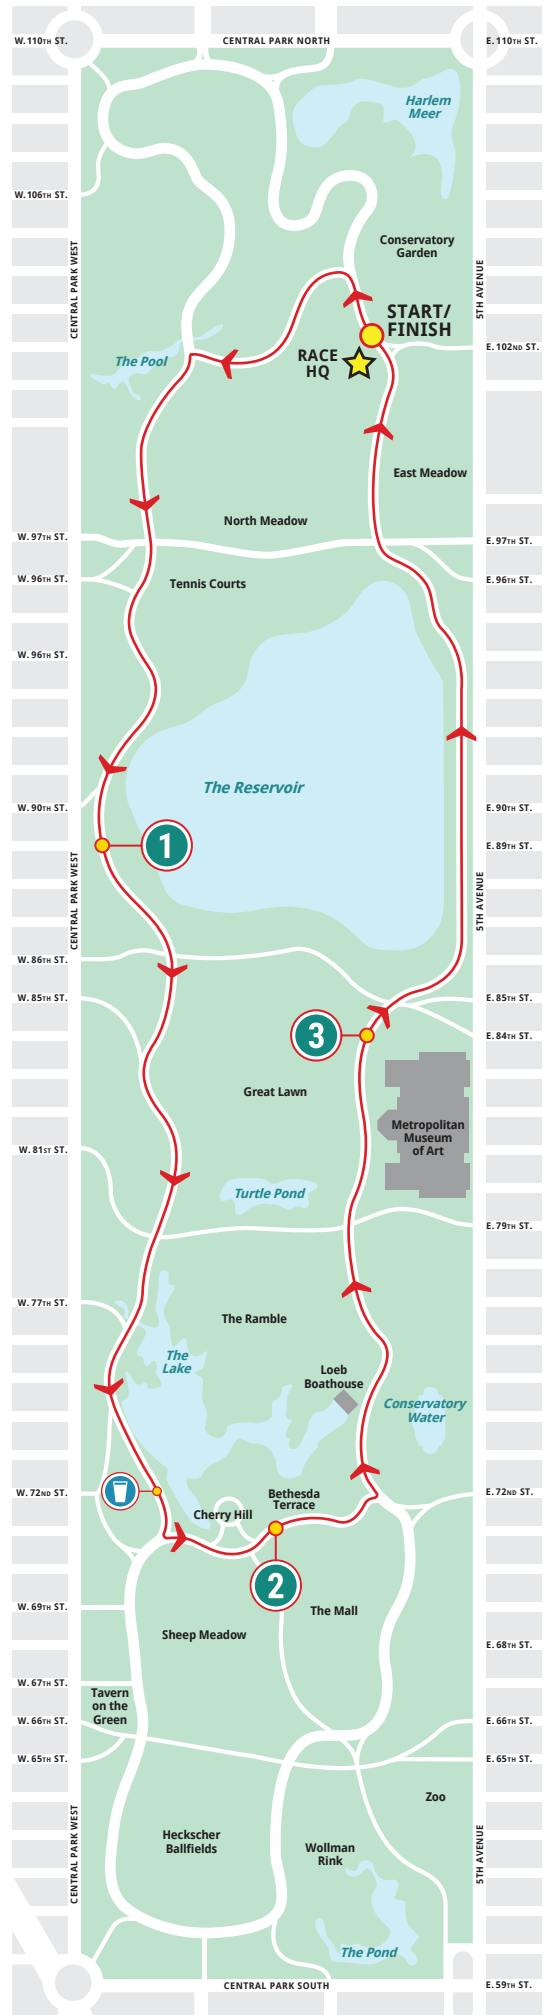 W. 110TH ST.
CENTRAL PARK NORTH
E. 110TH ST.
Harlem
Meer
W. 106TH ST.
CENTRAL PARK WEST
Conservatory
Garden
5TH AVENUE
START/
FINISH
E. 102ND ST.
RACE
HQ
The Pool
East Meadow
North Meadow
W. 97TH ST.
E. 97TH ST.
W. 96TH ST.
E. 96TH ST.
Tennis Courts
W. 96TH ST.
The Reservoir
W. 90TH ST.
E. 90TH ST.
1
E. 89TH ST.
CENTRAL PARK WEST
5TH AVENUE
W. 86TH ST.
W. 85TH ST.
E. 85TH ST.
3
E. 84TH ST.
Great Lawn
Metropolitan
Museum
of Art
W. 81ST ST.
Turtle Pond
E. 79TH ST.
W. 77TH ST.
The Ramble
The
Lake
Loeb
Boathouse
Conservatory
Water
W. 72ND ST.
E. 72ND ST.
Bethesda
Terrace
Cherry Hill
2
W. 69TH ST.
The Mall
Sheep Meadow
E. 68TH ST.
W. 67TH ST.
Tavern
on the
Green
W. 66TH ST.
E. 66TH ST.
W. 65TH ST.
E. 65TH ST.
Zoo
CENTRAL PARK WEST
Heckscher
Ballfields
Wollman
Rink
5TH AVENUE
The Pond
CENTRAL PARK SOUTH
E. 59TH ST.